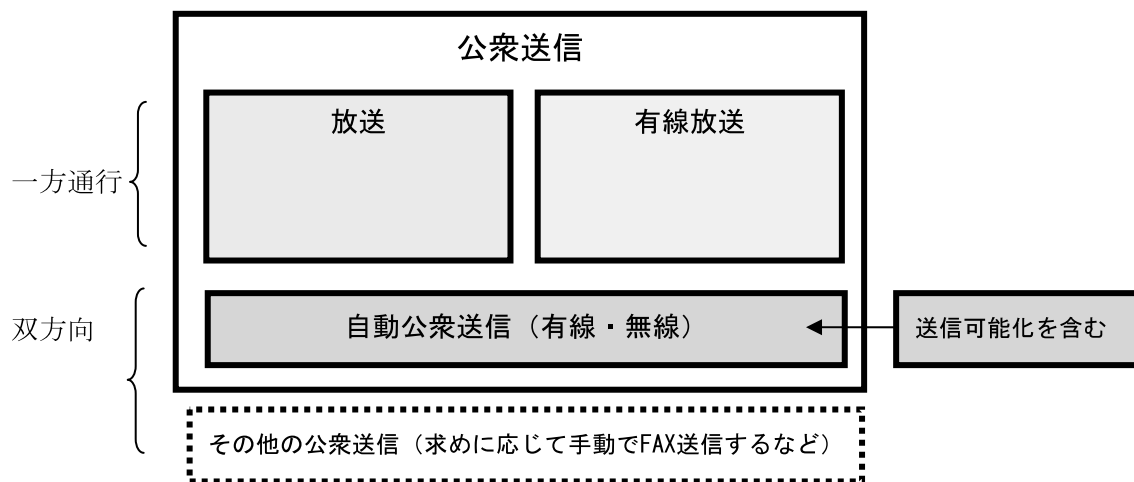 公衆送信
放送
有線放送
一方通行
双方向
自動公衆送信（有線・無線）
送信可能化を含む
その他の公衆送信（求めに応じて手動でFAX送信するなど）